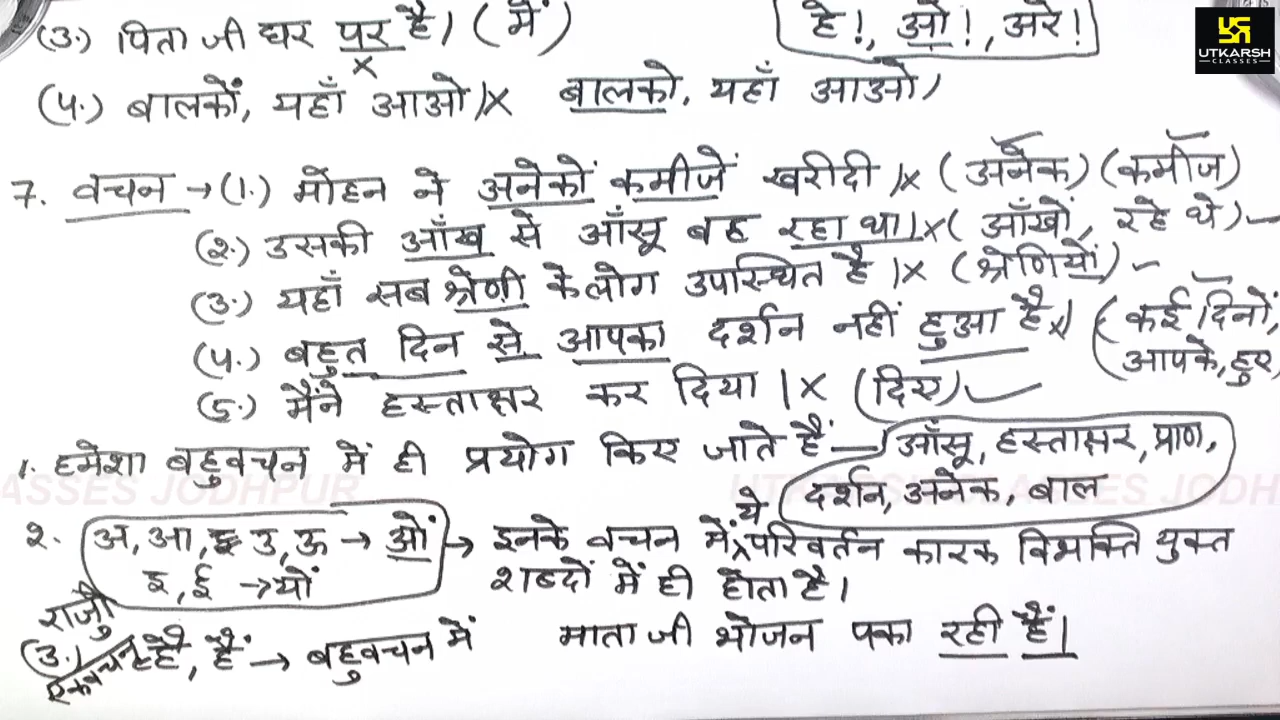 (3.) पिता जी घर पर है। (में)
x
हे!, ओ!, अरे!
UTKARSH
CLASSES
(4.) बालकों, यहाँ आओ।x बालको, यहाँ आओ।
7. वचन → (1.) मोहन ने अनेकों कमीजें खरीदी।x (अनेक) (कमीज)
(2.) उसकी आँख से आँसू बह रहा था।x (आँखों, रहे थे)
(3.) यहाँ सब श्रेणी के लोग उपस्थित है।x (श्रेणियों)
(4.) बहुत दिन से आपका दर्शन नहीं हुआ है।x (कई दिनों,
आपके, हुए)
(5.) मैंने हस्ताक्षर कर दिया।x (दिए)
1. हमेशा बहुवचन में ही प्रयोग किए जाते हैं— आँसू, हस्ताक्षर, प्राण,
दर्शन, अनेक, बाल
2. अ, आ, उ, ऊ → ओं → इनके वचन में ये परिवर्तन कारक विभक्ति युक्त
इ, ई → यों शब्दों में ही होता है।
(3.) एकवचन है, हैं → बहुवचन में माता जी भोजन पका रही हैं।